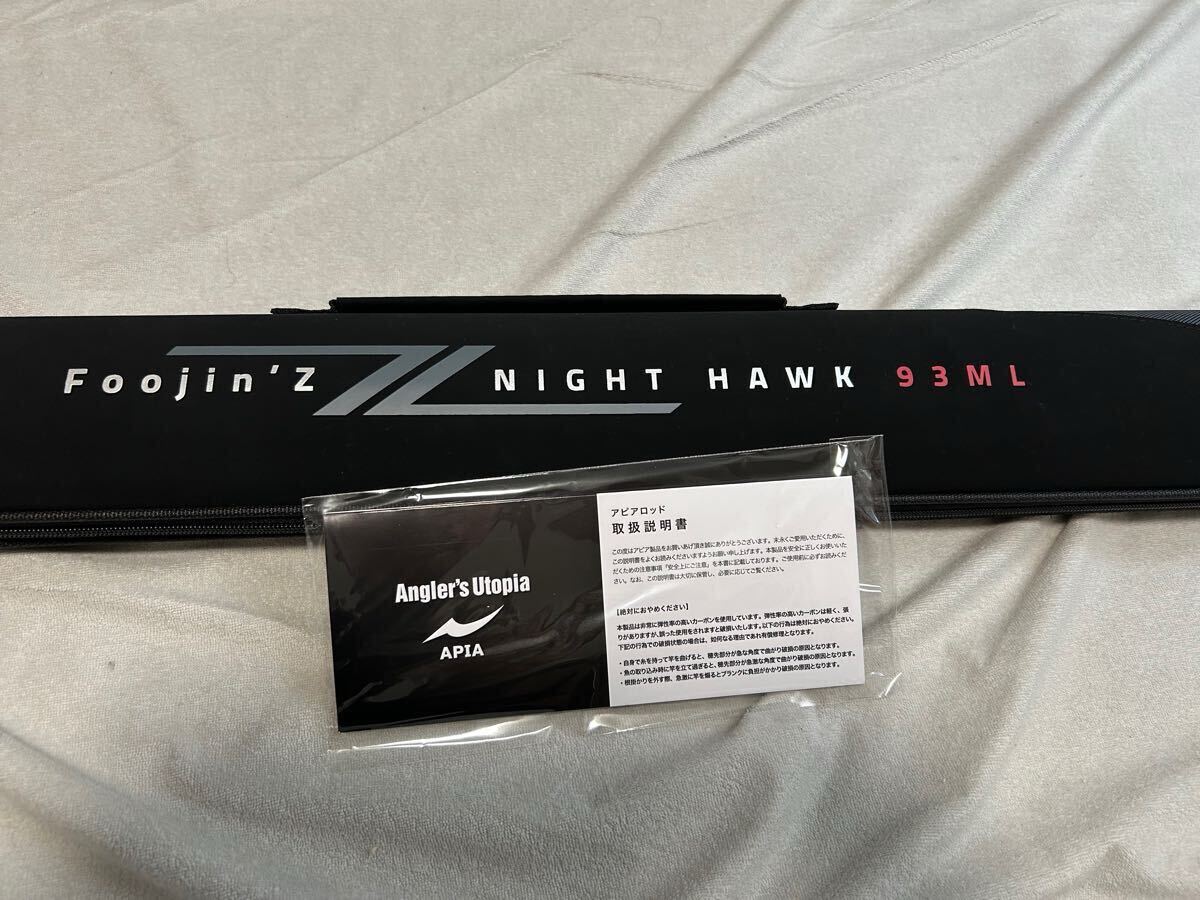 Foojin'Z NIGHT HAWK 93ML
Angler's Utopia
APIA
アピアロッド
取扱説明書
この度はアピア製品をお買いあげ頂き誠にありがとうございます。末永くご愛用いただくために、
この説明書をよくお読みくださいますようお願い申し上げます。本製品を安全に正しくお使いいた
だくための注意事項「安全上にご注意」を本書に記載しております。ご使用前に必ずお読みくだ
さい。なお、この説明書は大切に保管し、必要に応じてご覧ください。
【絶対におやめください】
本製品は非常に弾性率の高いカーボンを使用しています。弾性率の高いカーボンは軽く、張
りがありますが、誤った使用をされますと破損いたします。以下の行為は絶対におやめください。
下記の行為での破損状態の場合は、如何なる理由であれ有償修理となります。
・自身で糸を持って竿を曲げると、穂先部分が急な角度で曲がり破損の原因となります。
・魚の取り込み時に竿を立て過ぎると、穂先部分が急激な角度で曲がり破損の原因となります。
・根掛かりを外す際、急激に竿を煽るとブランクに負担がかかり破損の原因となります。